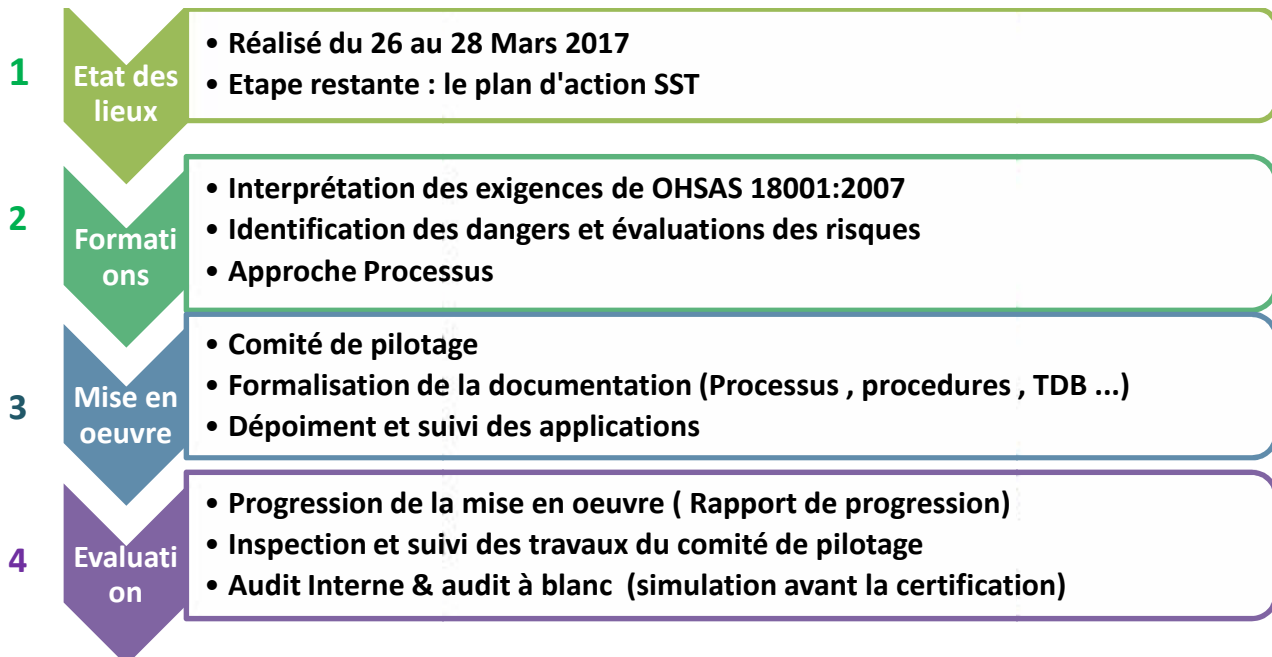 1
Etat des
lieux
• Réalisé du 26 au 28 Mars 2017
• Etape restante : le plan d'action SST
2
Formati
ons
• Interprétation des exigences de OHSAS 18001:2007
• Identification des dangers et évaluations des risques
• Approche Processus
3
Mise en
oeuvre
• Comité de pilotage
• Formalisation de la documentation (Processus , procedures , TDB ...)
• Dépoiment et suivi des applications
4
Evaluati
on
• Progression de la mise en oeuvre ( Rapport de progression)
• Inspection et suivi des travaux du comité de pilotage
• Audit Interne & audit à blanc (simulation avant la certification)